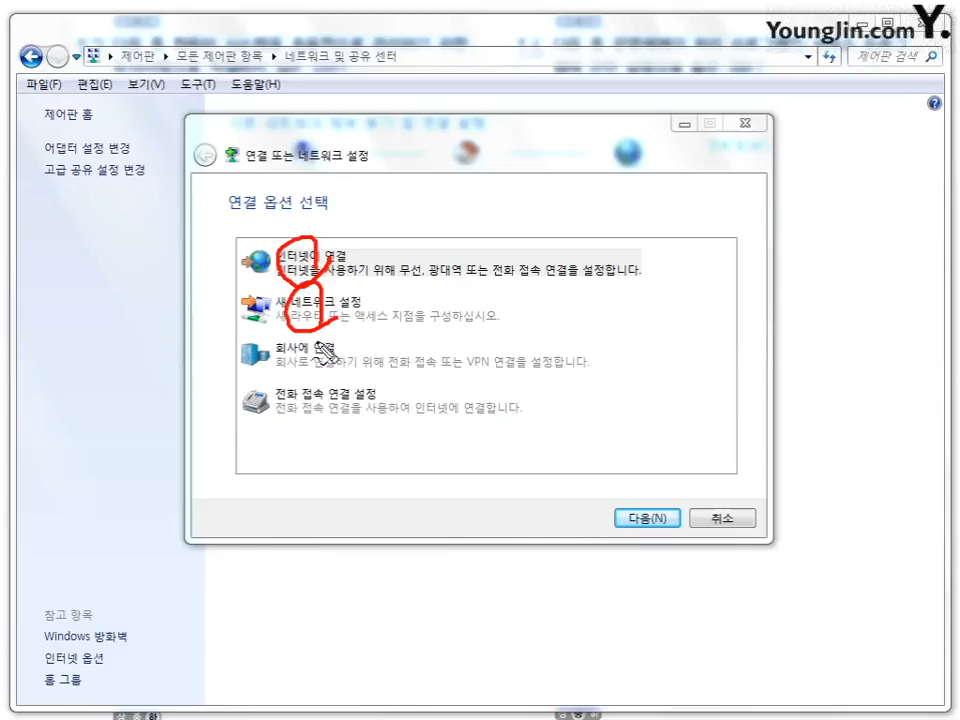 YoungJin.com Y.
제어판 ▸ 모든 제어판 항목 ▸ 네트워크 및 공유 센터
제어판 검색
파일(F) 편집(E) 보기(V) 도구(T) 도움말(H)
제어판 홈
어댑터 설정 변경
고급 공유 설정 변경
연결 또는 네트워크 설정
연결 옵션 선택
인터넷에 연결
인터넷을 사용하기 위해 무선, 광대역 또는 전화 접속 연결을 설정합니다.
새 네트워크 설정
새 라우터 또는 액세스 지점을 구성하십시오.
회사에 연결
회사로 연결하기 위해 전화 접속 또는 VPN 연결을 설정합니다.
전화 접속 연결 설정
전화 접속 연결을 사용하여 인터넷에 연결합니다.
다음(N) 취소
참고 항목
Windows 방화벽
인터넷 옵션
홈 그룹